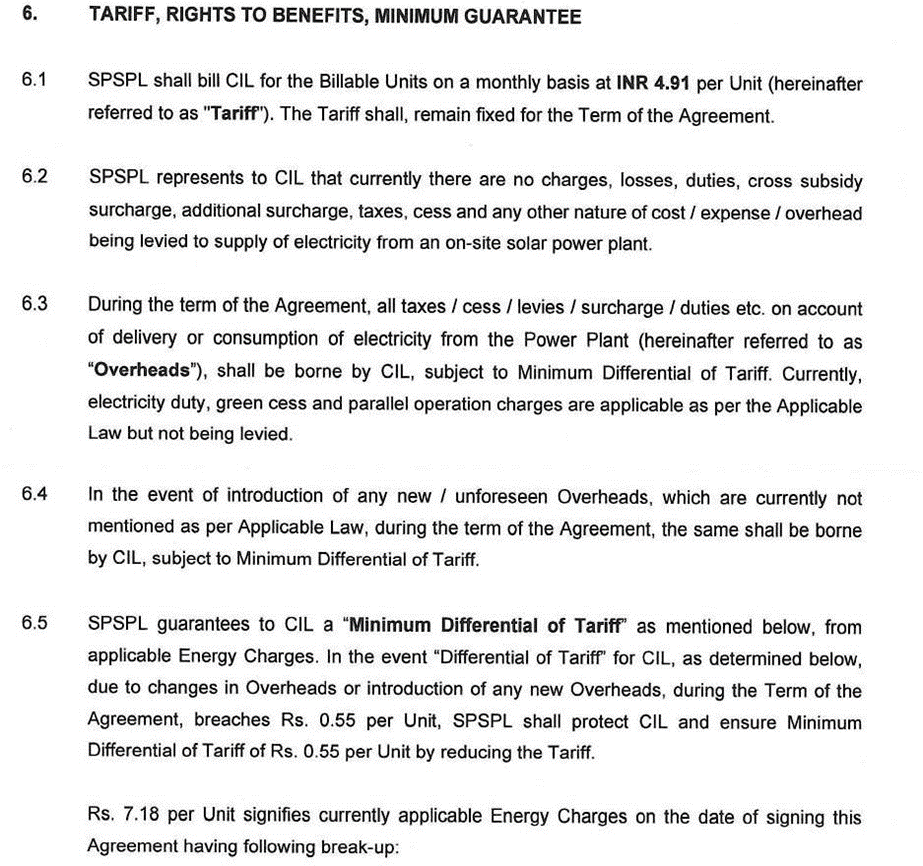 6. TARIFF, RIGHTS TO BENEFITS, MINIMUM GUARANTEE
6.1 SPSPL shall bill CIL for the Billable Units on a monthly basis at INR 4.91 per Unit (hereinafter
referred to as "Tariff"). The Tariff shall, remain fixed for the Term of the Agreement.
6.2 SPSPL represents to CIL that currently there are no charges, losses, duties, cross subsidy
surcharge, additional surcharge, taxes, cess and any other nature of cost / expense / overhead
being levied to supply of electricity from an on-site solar power plant.
6.3 During the term of the Agreement, all taxes / cess / levies / surcharge / duties etc. on account
of delivery or consumption of electricity from the Power Plant (hereinafter referred to as
"Overheads"), shall be borne by CIL, subject to Minimum Differential of Tariff. Currently,
electricity duty, green cess and parallel operation charges are applicable as per the Applicable
Law but not being levied.
6.4 In the event of introduction of any new / unforeseen Overheads, which are currently not
mentioned as per Applicable Law, during the term of the Agreement, the same shall be borne
by CIL, subject to Minimum Differential of Tariff.
6.5 SPSPL guarantees to CIL a "Minimum Differential of Tariff" as mentioned below, from
applicable Energy Charges. In the event "Differential of Tariff" for CIL, as determined below,
due to changes in Overheads or introduction of any new Overheads, during the Term of the
Agreement, breaches Rs. 0.55 per Unit, SPSPL shall protect CIL and ensure Minimum
Differential of Tariff of Rs. 0.55 per Unit by reducing the Tariff.
Rs. 7.18 per Unit signifies currently applicable Energy Charges on the date of signing this
Agreement having following break-up: